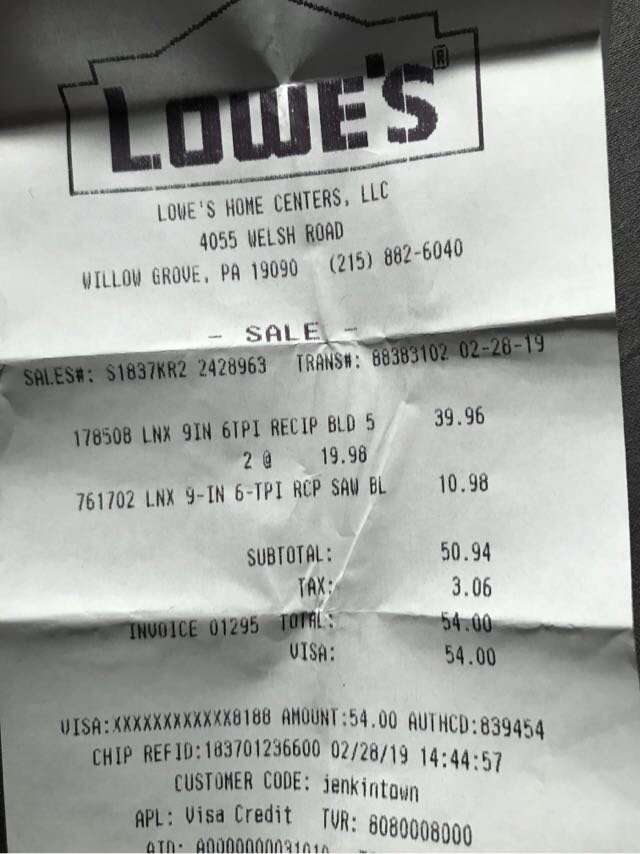 LOWE'S®
LOWE'S HOME CENTERS, LLC
4055 WELSH ROAD
WILLOW GROVE, PA 19090 (215) 882-6040
- SALE -
SALES#: S1837KR2 2428963 TRANS#: 88383102 02-28-19
178508 LNX 9IN 6TPI RECIP BLD 5 39.96
2 @ 19.98
761702 LNX 9-IN 6-TPI RCP SAW BL 10.98
SUBTOTAL: 50.94
TAX: 3.06
INVOICE 01295 TOTAL: 54.00
VISA: 54.00
VISA:XXXXXXXXXXXX8188 AMOUNT:54.00 AUTHCD:839454
CHIP REFID:183701236600 02/28/19 14:44:57
CUSTOMER CODE: jenkintown
APL: Visa Credit TVR: 8080008000
AID: A0000000031010